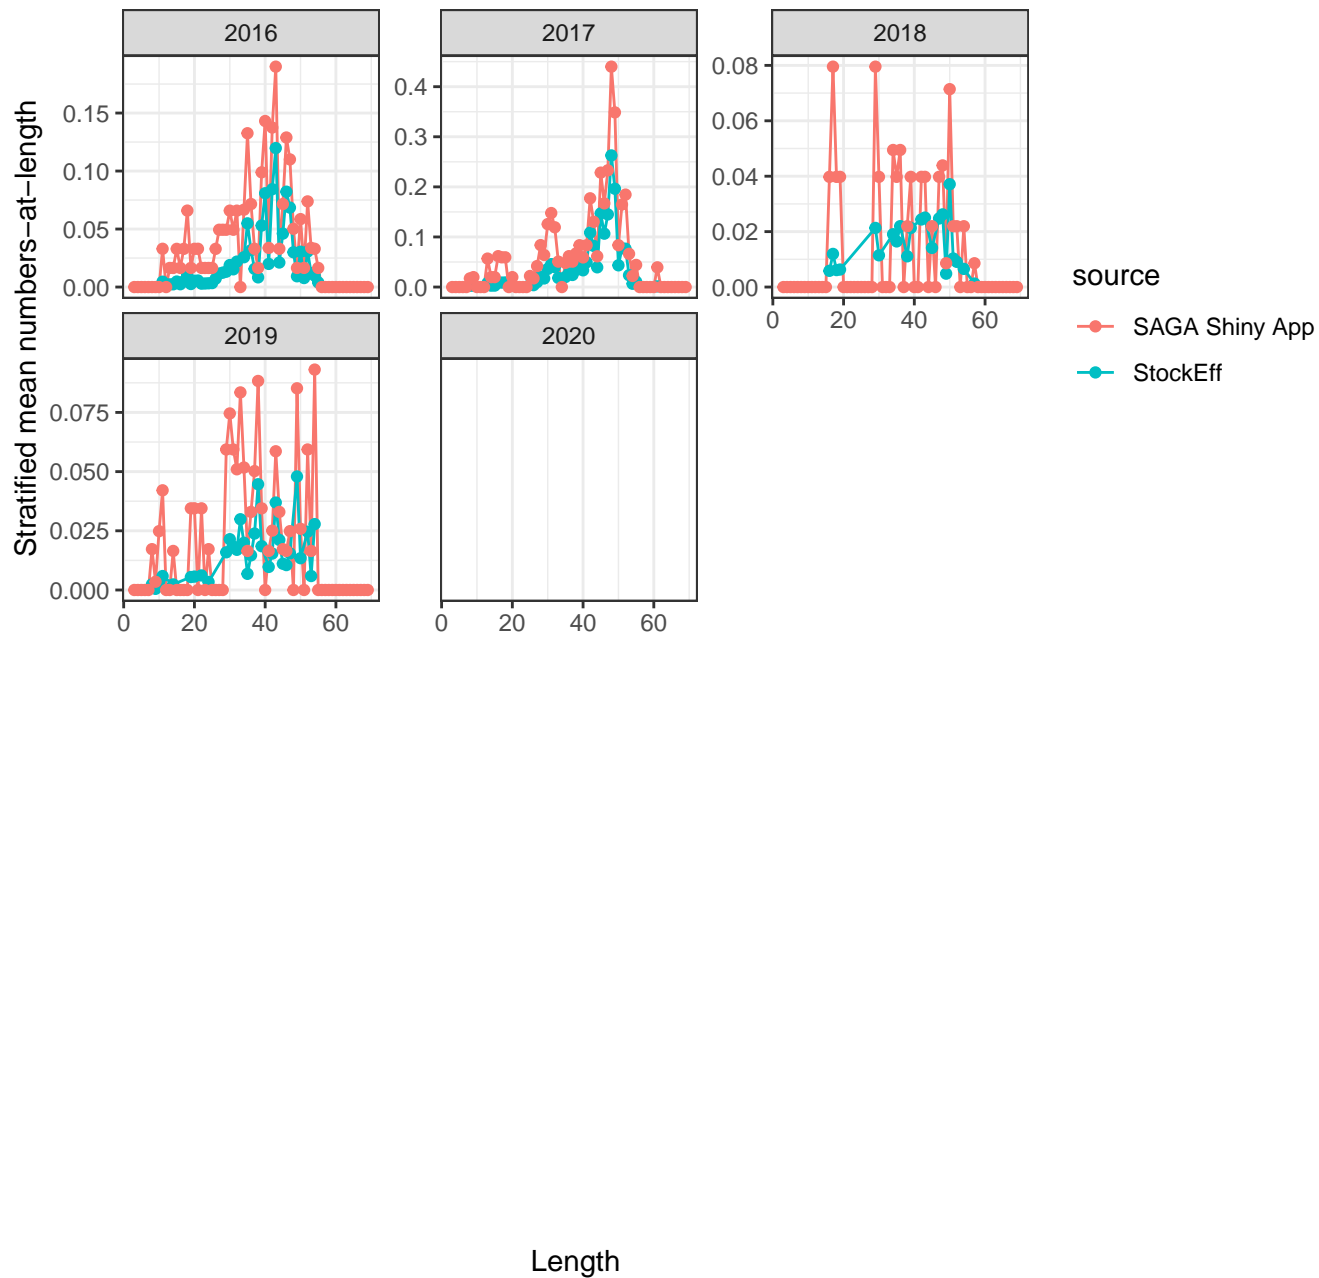 2016
2017
2018
0.15
0.10
0.05
0.00
0.4
0.3
0.2
0.1
0.0
0.08
0.06
0.04
0.02
0.00
0 20 40 60
2019
2020
0.075
0.050
0.025
0.000
0 20 40 60
0 20 40 60
Stratified mean numbers−at−length
Length
source
SAGA Shiny App
StockEff